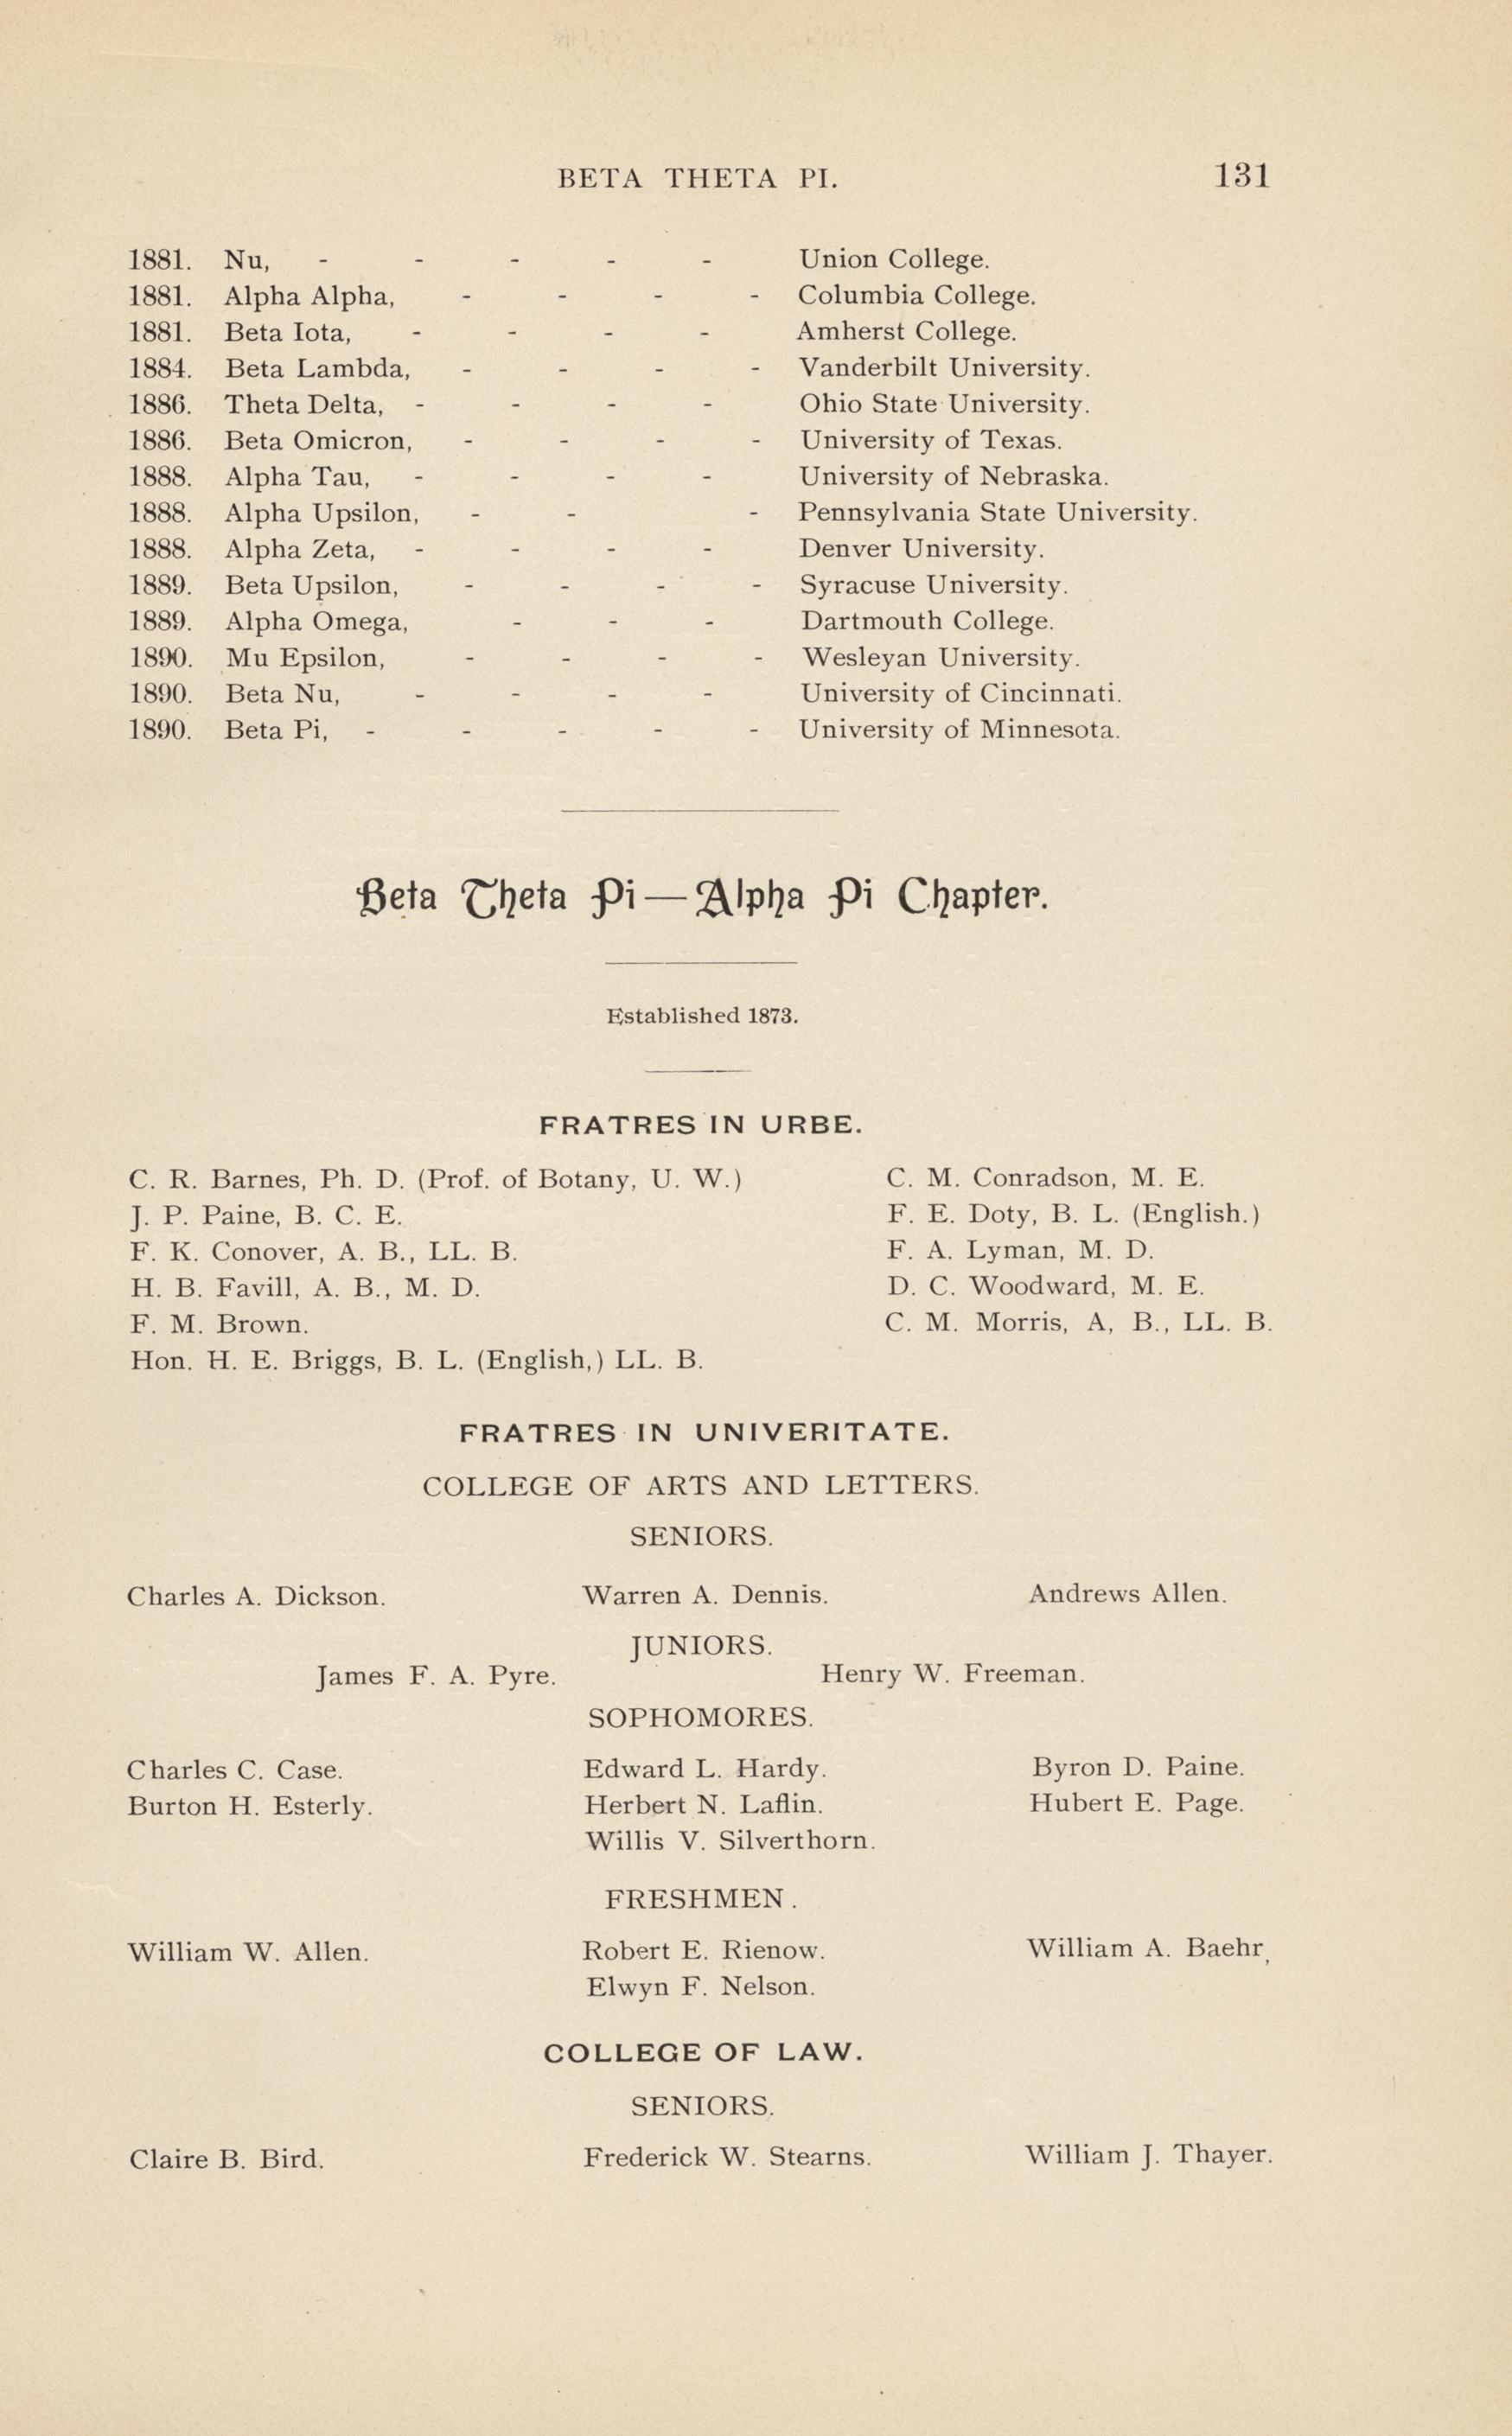 BETA THETA PI. 131
1881. Nu, - - - - - Union College.
1881. Alpha Alpha, - - - - Columbia College.
1881. Beta Iota, - - - - Amherst College.
1884. Beta Lambda, - - - - Vanderbilt University.
1886. Theta Delta, - - - - Ohio State University.
1886. Beta Omicron, - - - - University of Texas.
1888. Alpha Tau, - - - - University of Nebraska.
1888. Alpha Upsilon, - - - Pennsylvania State University.
1888. Alpha Zeta, - - - - Denver University.
1889. Beta Upsilon, - - - - Syracuse University.
1889. Alpha Omega, - - - Dartmouth College.
1890. Mu Epsilon, - - - - Wesleyan University.
1890. Beta Nu, - - - - University of Cincinnati.
1890. Beta Pi, - - - - - University of Minnesota.
Beta Theta Pi—Alpha Pi Chapter.
Established 1873.
FRATRES IN URBE.
C. R. Barnes, Ph. D. (Prof. of Botany, U. W.) C. M. Conradson, M. E.
J. P. Paine, B. C. E. F. E. Doty, B. L. (English.)
F. K. Conover, A. B., LL. B. F. A. Lyman, M. D.
H. B. Favill, A. B., M. D. D. C. Woodward, M. E.
F. M. Brown. C. M. Morris, A, B., LL. B.
Hon. H. E. Briggs, B. L. (English,) LL. B.
FRATRES IN UNIVERITATE.
COLLEGE OF ARTS AND LETTERS.
SENIORS.
Charles A. Dickson. Warren A. Dennis. Andrews Allen.
JUNIORS.
James F. A. Pyre. Henry W. Freeman.
SOPHOMORES.
Charles C. Case. Edward L. Hardy. Byron D. Paine.
Burton H. Esterly. Herbert N. Laflin. Hubert E. Page.
Willis V. Silverthorn.
FRESHMEN.
William W. Allen. Robert E. Rienow. William A. Baehr,
Elwyn F. Nelson.
COLLEGE OF LAW.
SENIORS.
Claire B. Bird. Frederick W. Stearns. William J. Thayer.